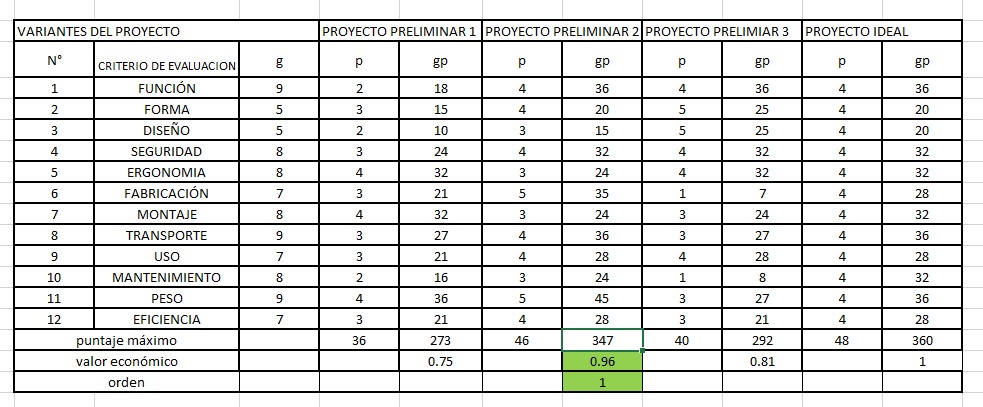 VARIANTES DEL PROYECTO PROYECTO PRELIMINAR 1 PROYECTO PRELIMINAR 2 PROYECTO PRELIMIAR 3 PROYECTO IDEAL
N° CRITERIO DE EVALUACION g p gp p gp p gp p gp
1 FUNCIÓN 9 2 18 4 36 4 36 4 36
2 FORMA 5 3 15 4 20 5 25 4 20
3 DISEÑO 5 2 10 3 15 5 25 4 20
4 SEGURIDAD 8 3 24 4 32 4 32 4 32
5 ERGONOMIA 8 4 32 3 24 4 32 4 32
6 FABRICACIÓN 7 3 21 5 35 1 7 4 28
7 MONTAJE 8 4 32 3 24 3 24 4 32
8 TRANSPORTE 9 3 27 4 36 3 27 4 36
9 USO 7 3 21 4 28 4 28 4 28
10 MANTENIMIENTO 8 2 16 3 24 1 8 4 32
11 PESO 9 4 36 5 45 3 27 4 36
12 EFICIENCIA 7 3 21 4 28 3 21 4 28
puntaje máximo 36 273 46 347 40 292 48 360
valor económico 0.75 0.96 0.81 1
orden 1